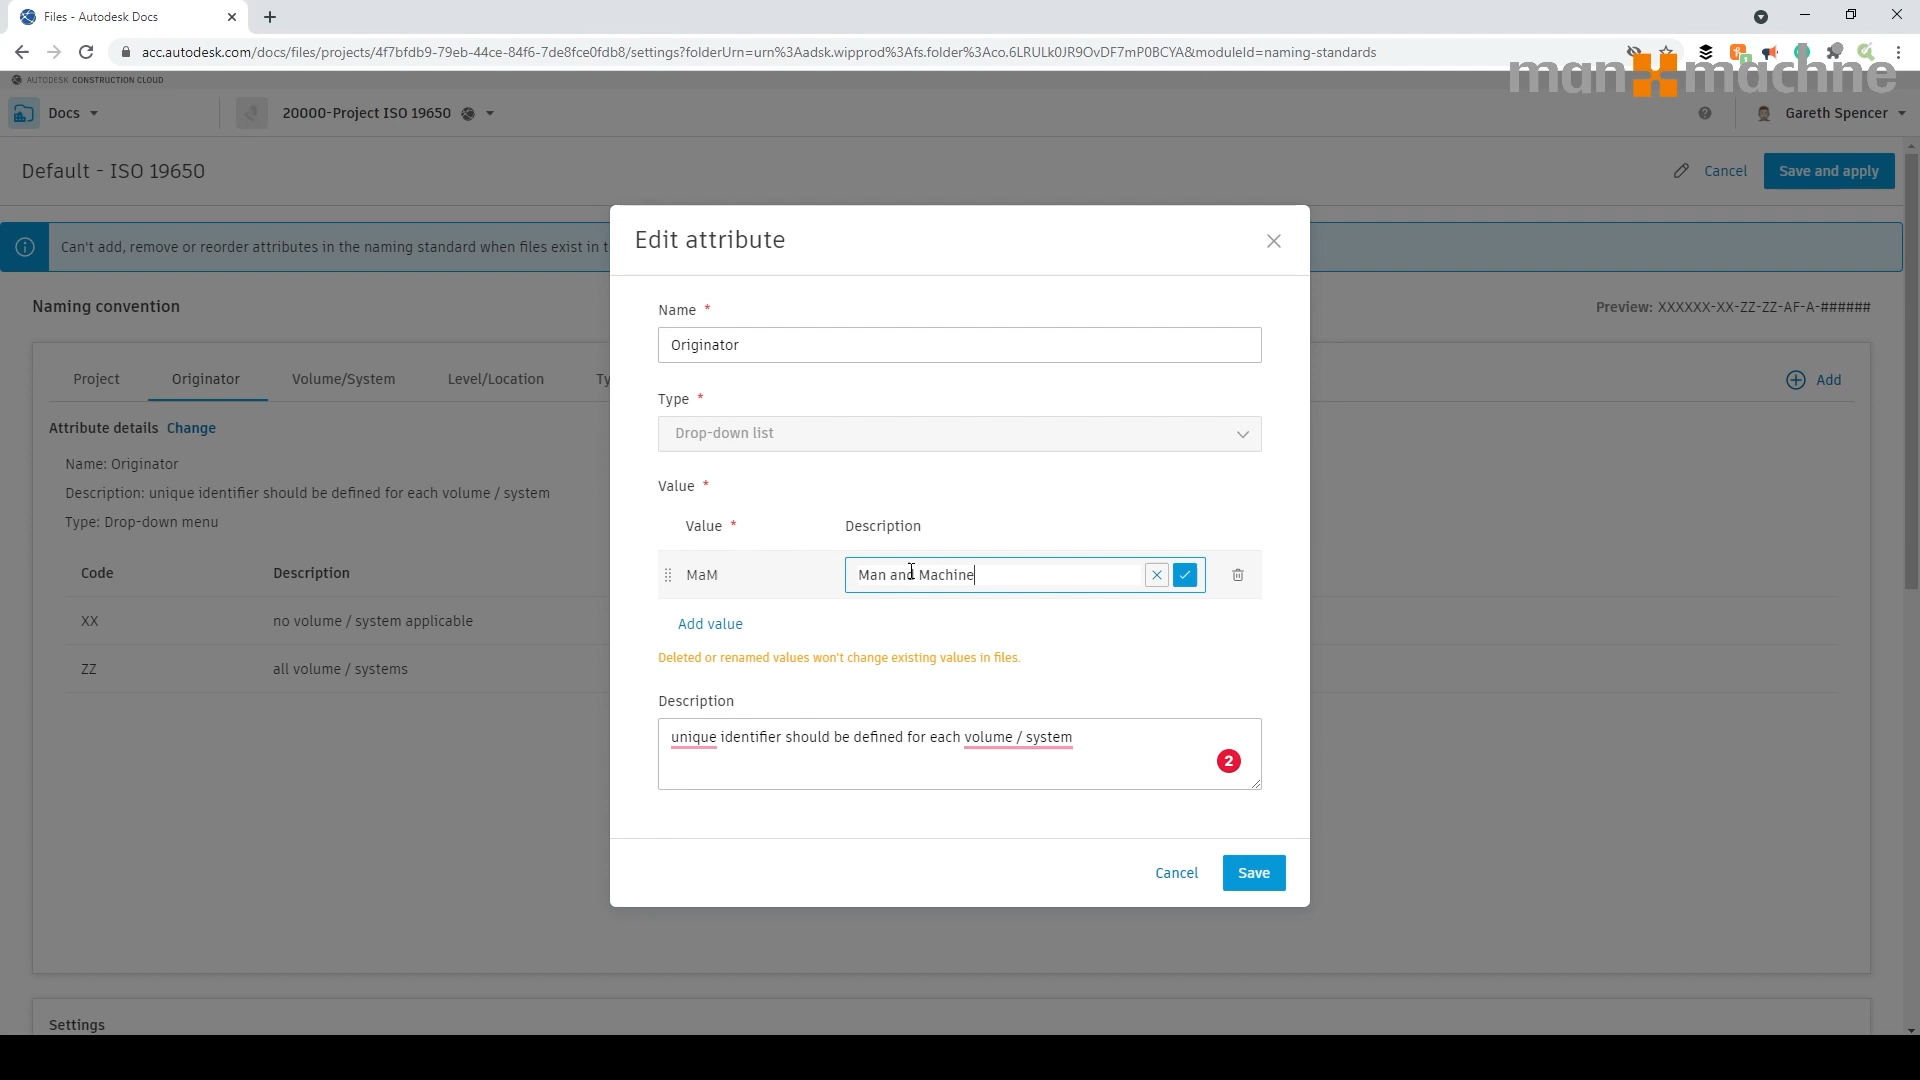 Files - Autodesk Docs
acc.autodesk.com/docs/files/projects/4f7bfdb9-79eb-44ce-84f6-7de8fce0fdb8/settings?folderUrn=urn%3Aadsk.wipprod%3Afs.folder%3Aco.6LRULk0JR9OvDF7mP0BCYA&moduleId=naming-standards
AUTODESK CONSTRUCTION CLOUD
man machine
Docs
20000-Project ISO 19650
Gareth Spencer
Default - ISO 19650
Cancel
Save and apply
Can't add, remove or reorder attributes in the naming standard when files exist in t
Naming convention
Preview: XXXXXX-XX-ZZ-ZZ-AF-A-######
Project
Originator
Volume/System
Level/Location
Ty
Add
Attribute details Change
Name: Originator
Description: unique identifier should be defined for each volume / system
Type: Drop-down menu
Code
Description
XX
no volume / system applicable
ZZ
all volume / systems
Settings
Edit attribute
Name *
Originator
Type *
Drop-down list
Value *
Value *
Description
MaM
Man and Machine
Add value
Deleted or renamed values won't change existing values in files.
Description
unique identifier should be defined for each volume / system
2
Cancel
Save